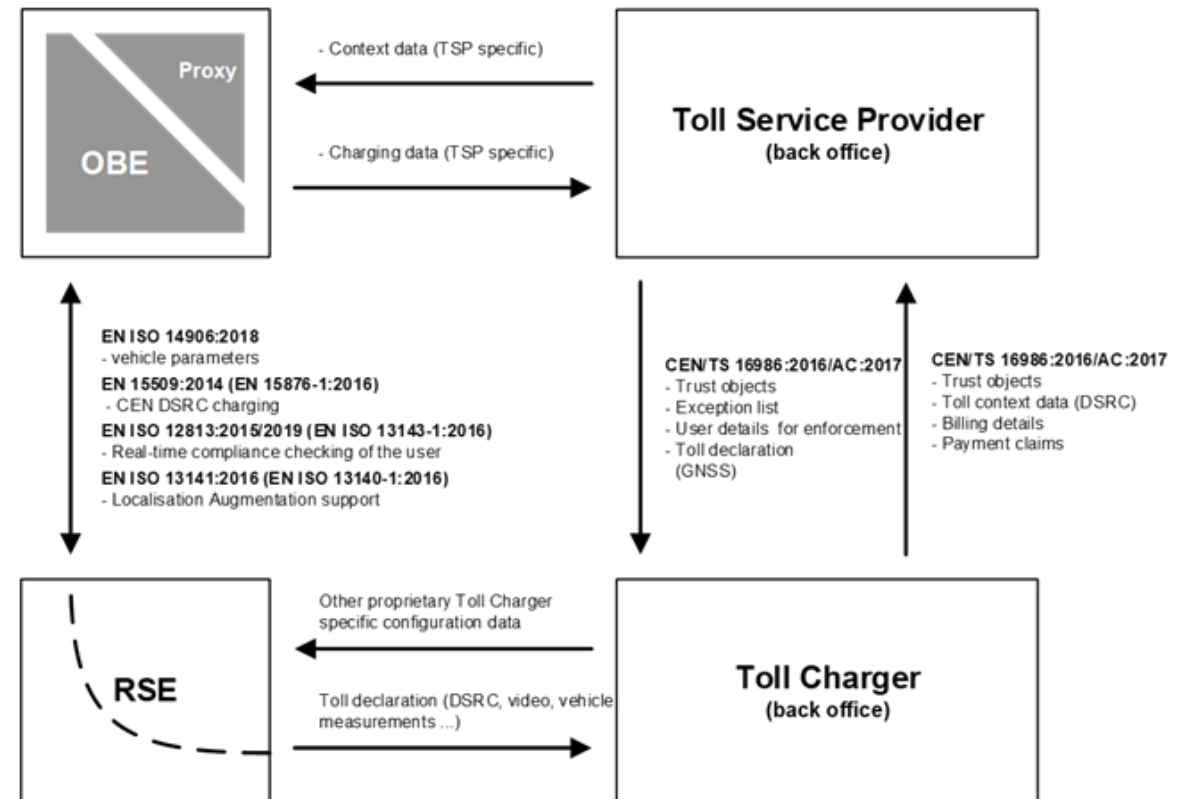 Proxy
OBE
- Context data (TSP specific)
- Charging data (TSP specific)
Toll Service Provider
(back office)
EN ISO 14906:2018
- vehicle parameters
EN 15509:2014 (EN 15876-1:2016)
- CEN DSRC charging
EN ISO 12813:2015/2019 (EN ISO 13143-1:2016)
- Real-time compliance checking of the user
EN ISO 13141:2016 (EN ISO 13140-1:2016)
- Localisation Augmentation support
CEN/TS 16986:2016/AC:2017
- Trust objects
- Exception list
- User details for enforcement
- Toll declaration
(GNSS)
CEN/TS 16986:2016/AC:2017
- Trust objects
- Toll context data (DSRC)
- Billing details
- Payment claims
RSE
Other proprietary Toll Charger
specific configuration data
Toll declaration (DSRC, video, vehicle
measurements ...)
Toll Charger
(back office)